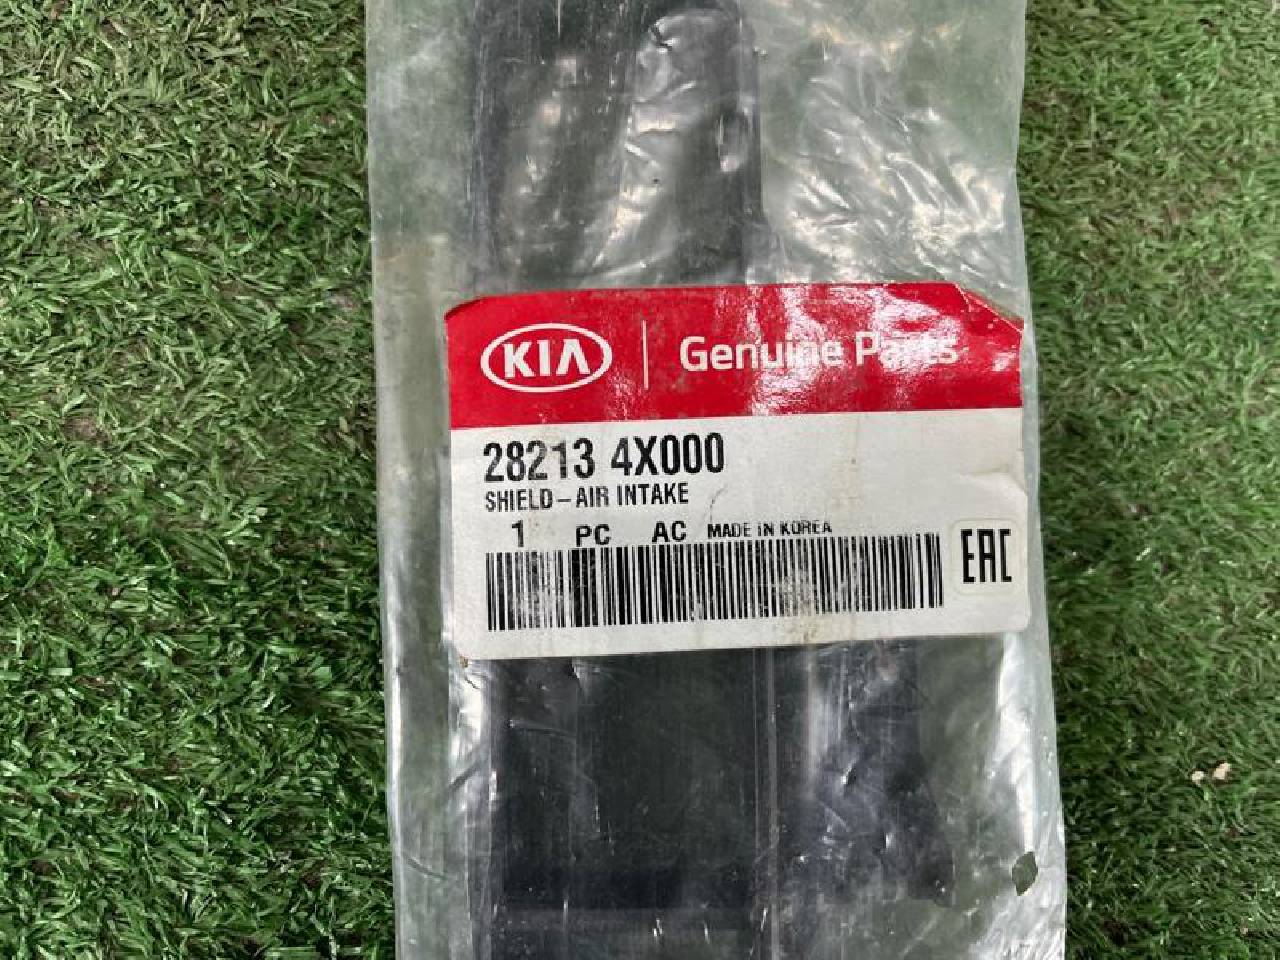 KIA Genuine Parts
28213 4X000
SHIELD-AIR INTAKE
1 PC AC MADE IN KOREA
EAC